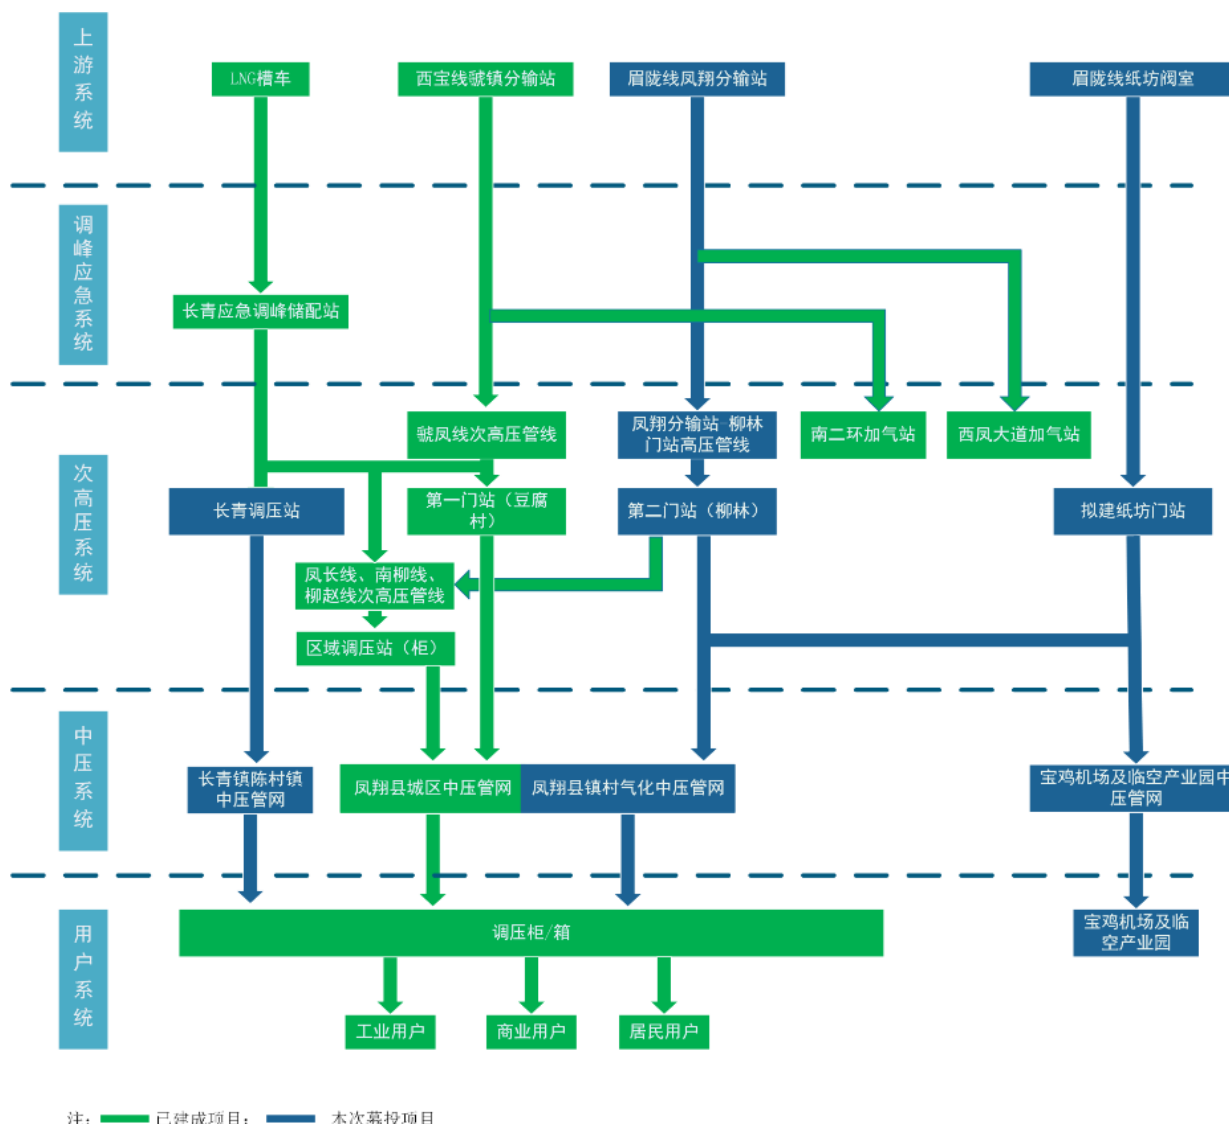 上游系统
LNG槽车
西宝线虢镇分输站
眉陇线凤翔分输站
眉陇线纸坊阀室
调峰应急系统
长青应急调峰储配站
次高压系统
虢凤线次高压管线
凤翔分输站-柳林
门站高压管线
南二环加气站
西凤大道加气站
长青调压站
第一门站（豆腐
村）
第二门站（柳林）
拟建纸坊门站
凤长线、南柳线、
柳赵线次高压管线
区域调压站（柜）
中压系统
长青镇陈村镇
中压管网
凤翔县城区中压管网
凤翔县镇村气化中压管网
宝鸡机场及临空产业园中
压管网
用户系统
调压柜/箱
宝鸡机场及临
空产业园
工业用户
商业用户
居民用户
注： 已建成项目； 本次募投项目